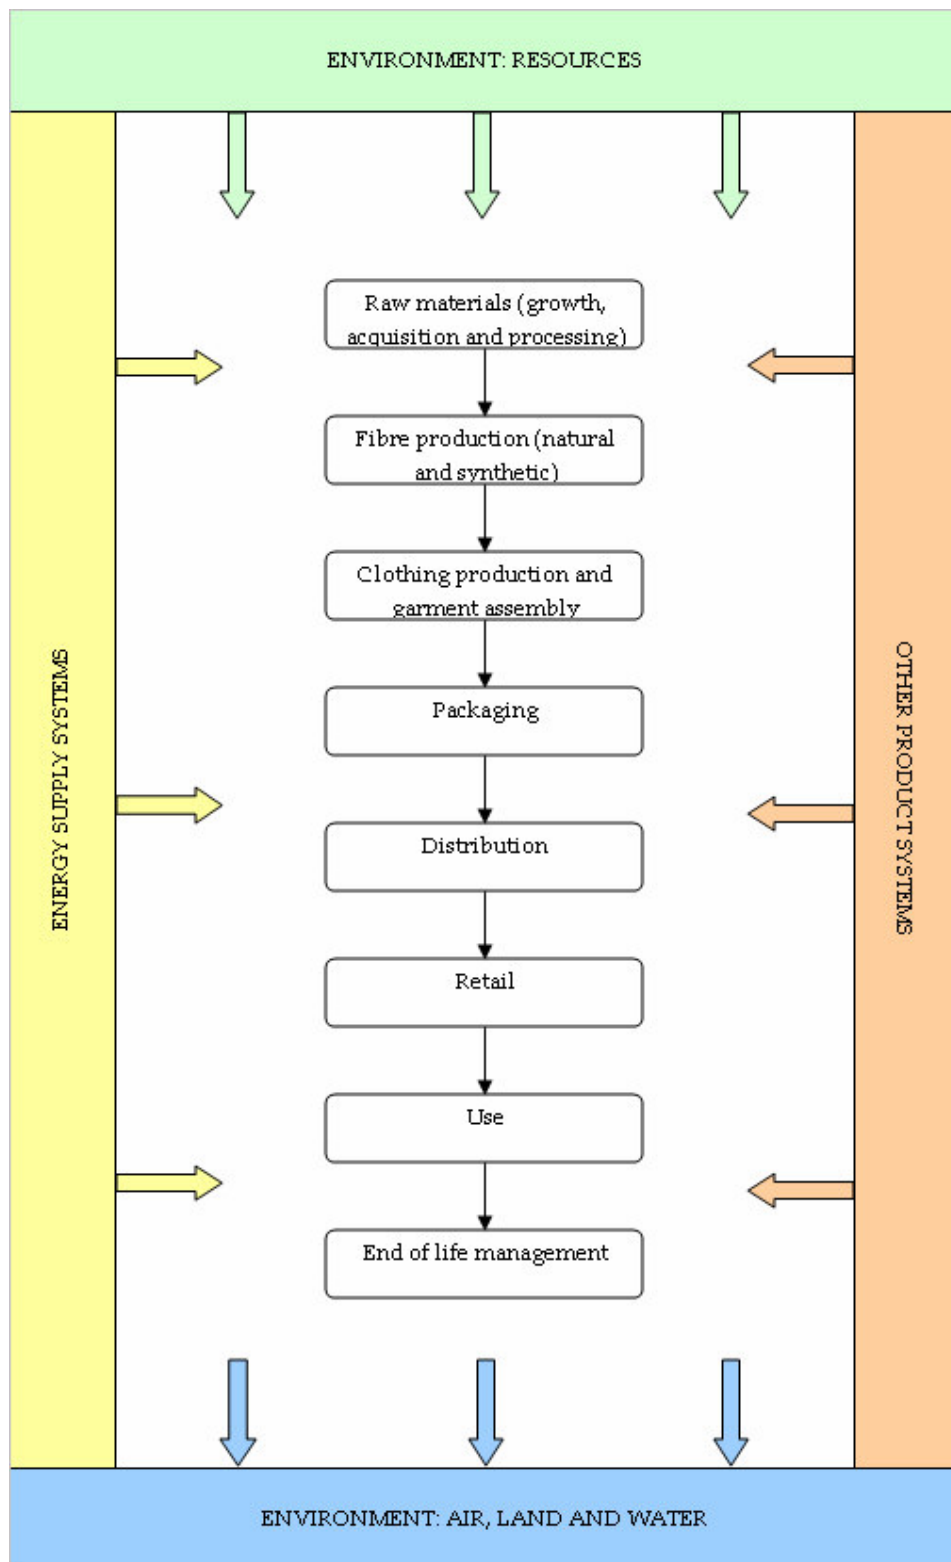 ENVIRONMENT: RESOURCES
Raw materials (growth,
acquisition and processing)
Fibre production (natural
and synthetic)
Clothing production and
garment assembly
Packaging
Distribution
Retail
Use
End of life management
ENERGY SUPPLY SYSTEMS
OTHER PRODUCT SYSTEMS
ENVIRONMENT: AIR, LAND AND WATER